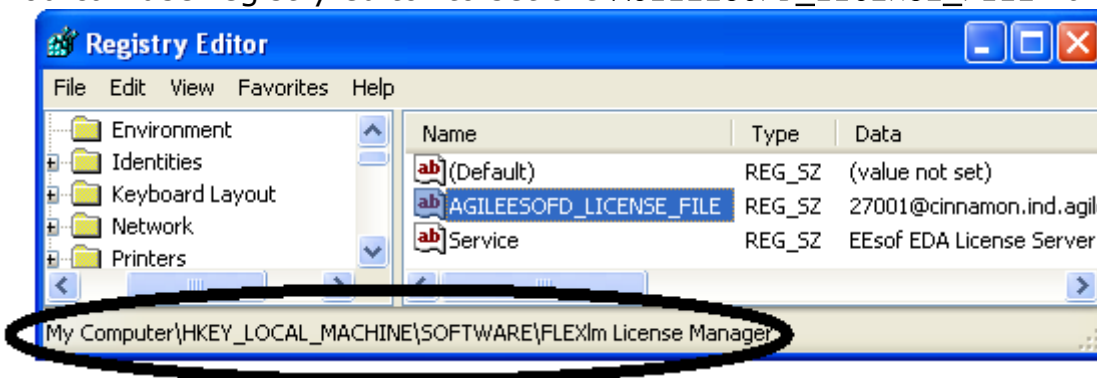 Registry Editor
File Edit View Favorites Help
Environment
Identities
Keyboard Layout
Network
Printers
Name Type Data
(Default) REG_SZ (value not set)
AGILEESOFD_LICENSE_FILE REG_SZ 27001@cinnamon.ind.agil
Service REG_SZ EEsof EDA License Server
My Computer\HKEY_LOCAL_MACHINE\SOFTWARE\FLEXlm License Manager